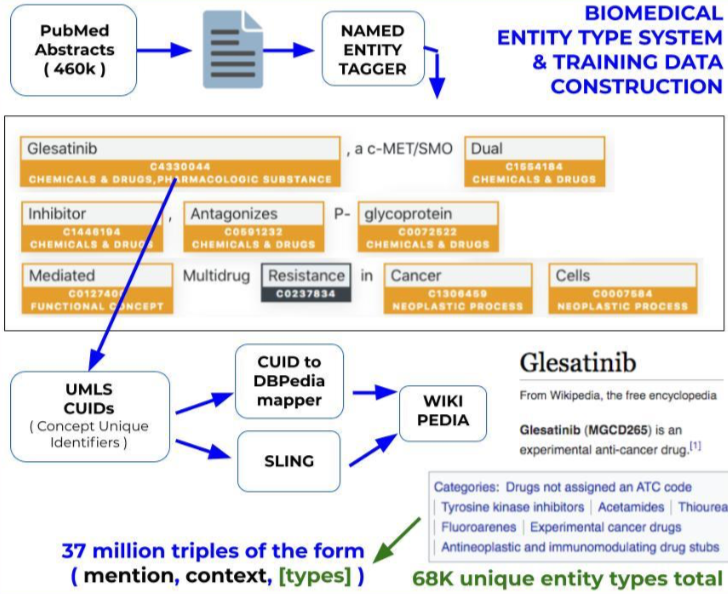 PubMed
Abstracts
( 460k )
NAMED
ENTITY
TAGGER
BIOMEDICAL
ENTITY TYPE SYSTEM
& TRAINING DATA
CONSTRUCTION
Glesatinib , a c-MET/SMO Dual
C4330044 C1554184
CHEMICALS & DRUGS,PHARMACOLOGIC SUBSTANCE CHEMICALS & DRUGS
Inhibitor , Antagonizes P- glycoprotein
C1446194 C0591232 C0072522
CHEMICALS & DRUGS CHEMICALS & DRUGS CHEMICALS & DRUGS
Mediated Multidrug Resistance in Cancer Cells
C0237834 C1306459 C0007584
FUNCTIONAL CONCEPT NEOPLASTIC PROCESS NEOPLASTIC PROCESS
UMLS
CUIDs
( Concept Unique
Identifiers )
CUID to
DBPedia
mapper
SLING
WIKI
PEDIA
Glesatinib
From Wikipedia, the free encyclopedia
Glesatinib (MGCD265) is an
experimental anti-cancer drug.[1]
Categories: Drugs not assigned an ATC code
Tyrosine kinase inhibitors | Acetamides | Thiourea
Fluoroarenes | Experimental cancer drugs
Antineoplastic and immunomodulating drug stubs
37 million triples of the form
( mention, context, [types] )
68K unique entity types total